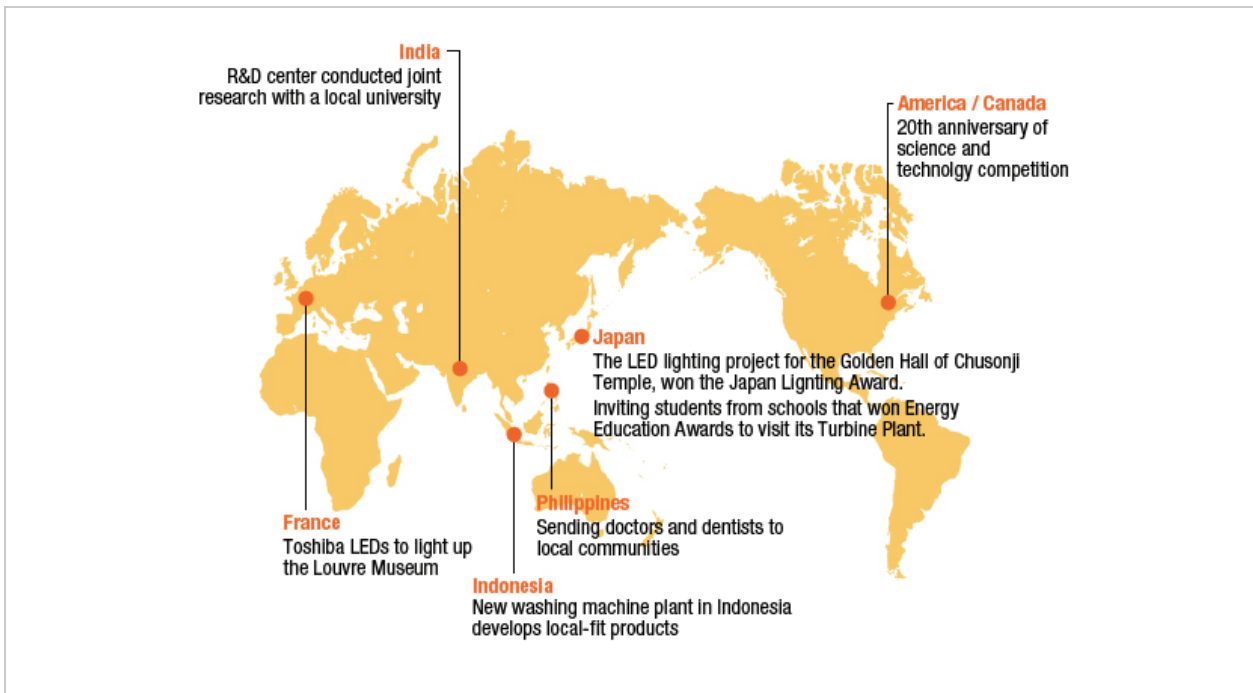 India
R&D center conducted joint
research with a local university
America / Canada
20th anniversary of
science and
technolgy competition
Japan
The LED lighting project for the Golden Hall of Chusonji
Temple, won the Japan Lignting Award.
Inviting students from schools that won Energy
Education Awards to visit its Turbine Plant.
Philippines
Sending doctors and dentists to
local communities
France
Toshiba LEDs to light up
the Louvre Museum
Indonesia
New washing machine plant in Indonesia
develops local-fit products